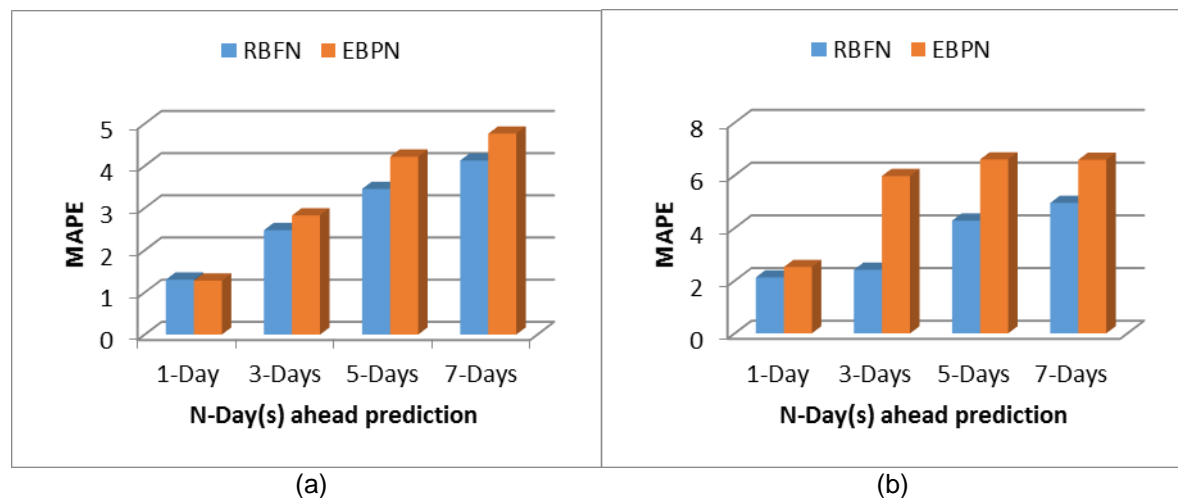 RBFN EBPN
5
4
3
2
1
0
MAPE
1-Day 3-Days 5-Days 7-Days
N-Day(s) ahead prediction
(a)
RBFN EBPN
8
6
4
2
0
MAPE
1-Day 3-Days 5-Days 7-Days
N-Day(s) ahead prediction
(b)